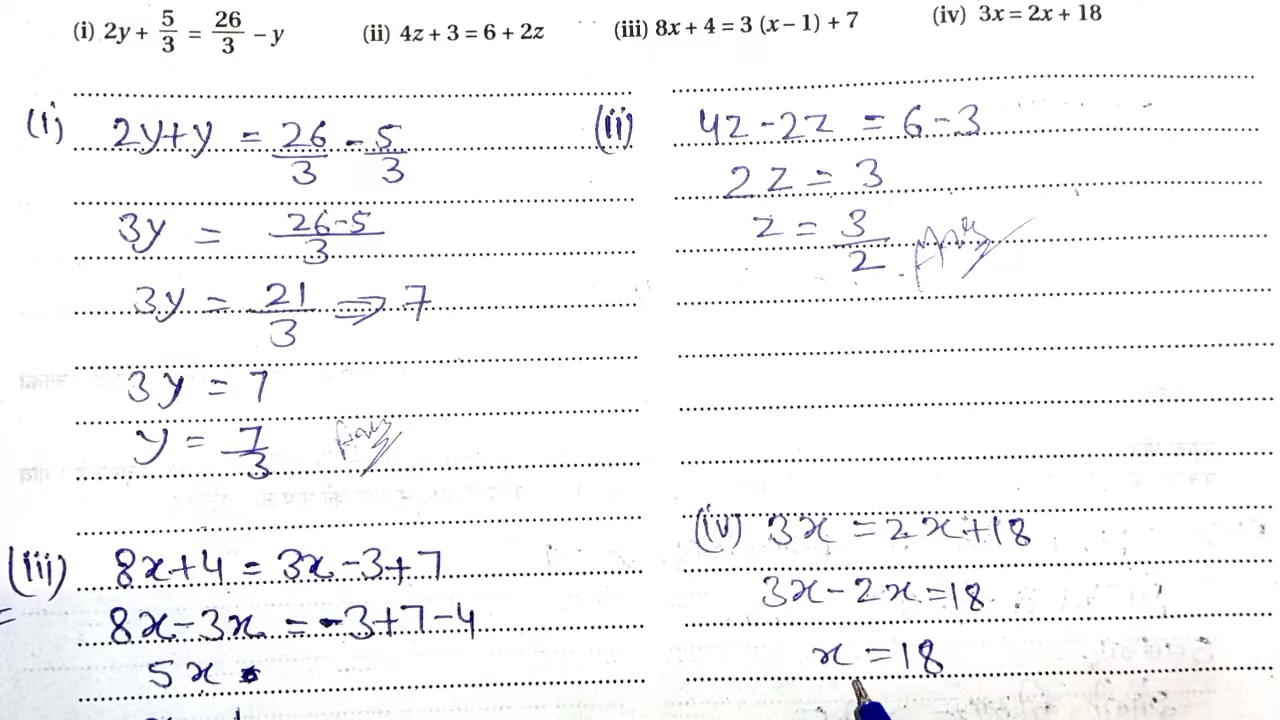 (i) 2y + 5/3 = 26/3 – y (ii) 4z + 3 = 6 + 2z (iii) 8x + 4 = 3 (x – 1) + 7 (iv) 3x = 2x + 18
(i) 2y+y = 26/3 - 5/3
3y = 26-5/3
3y = 21/3 ⇒ 7
3y = 7
y = 7/3 Ans
(ii) 4z - 2z = 6 - 3
2z = 3
z = 3/2. Ans
(iii) 8x+4 = 3x-3+7
= 8x-3x = -3+7-4
5x
(iv) 3x = 2x+18
3x-2x=18
x = 18